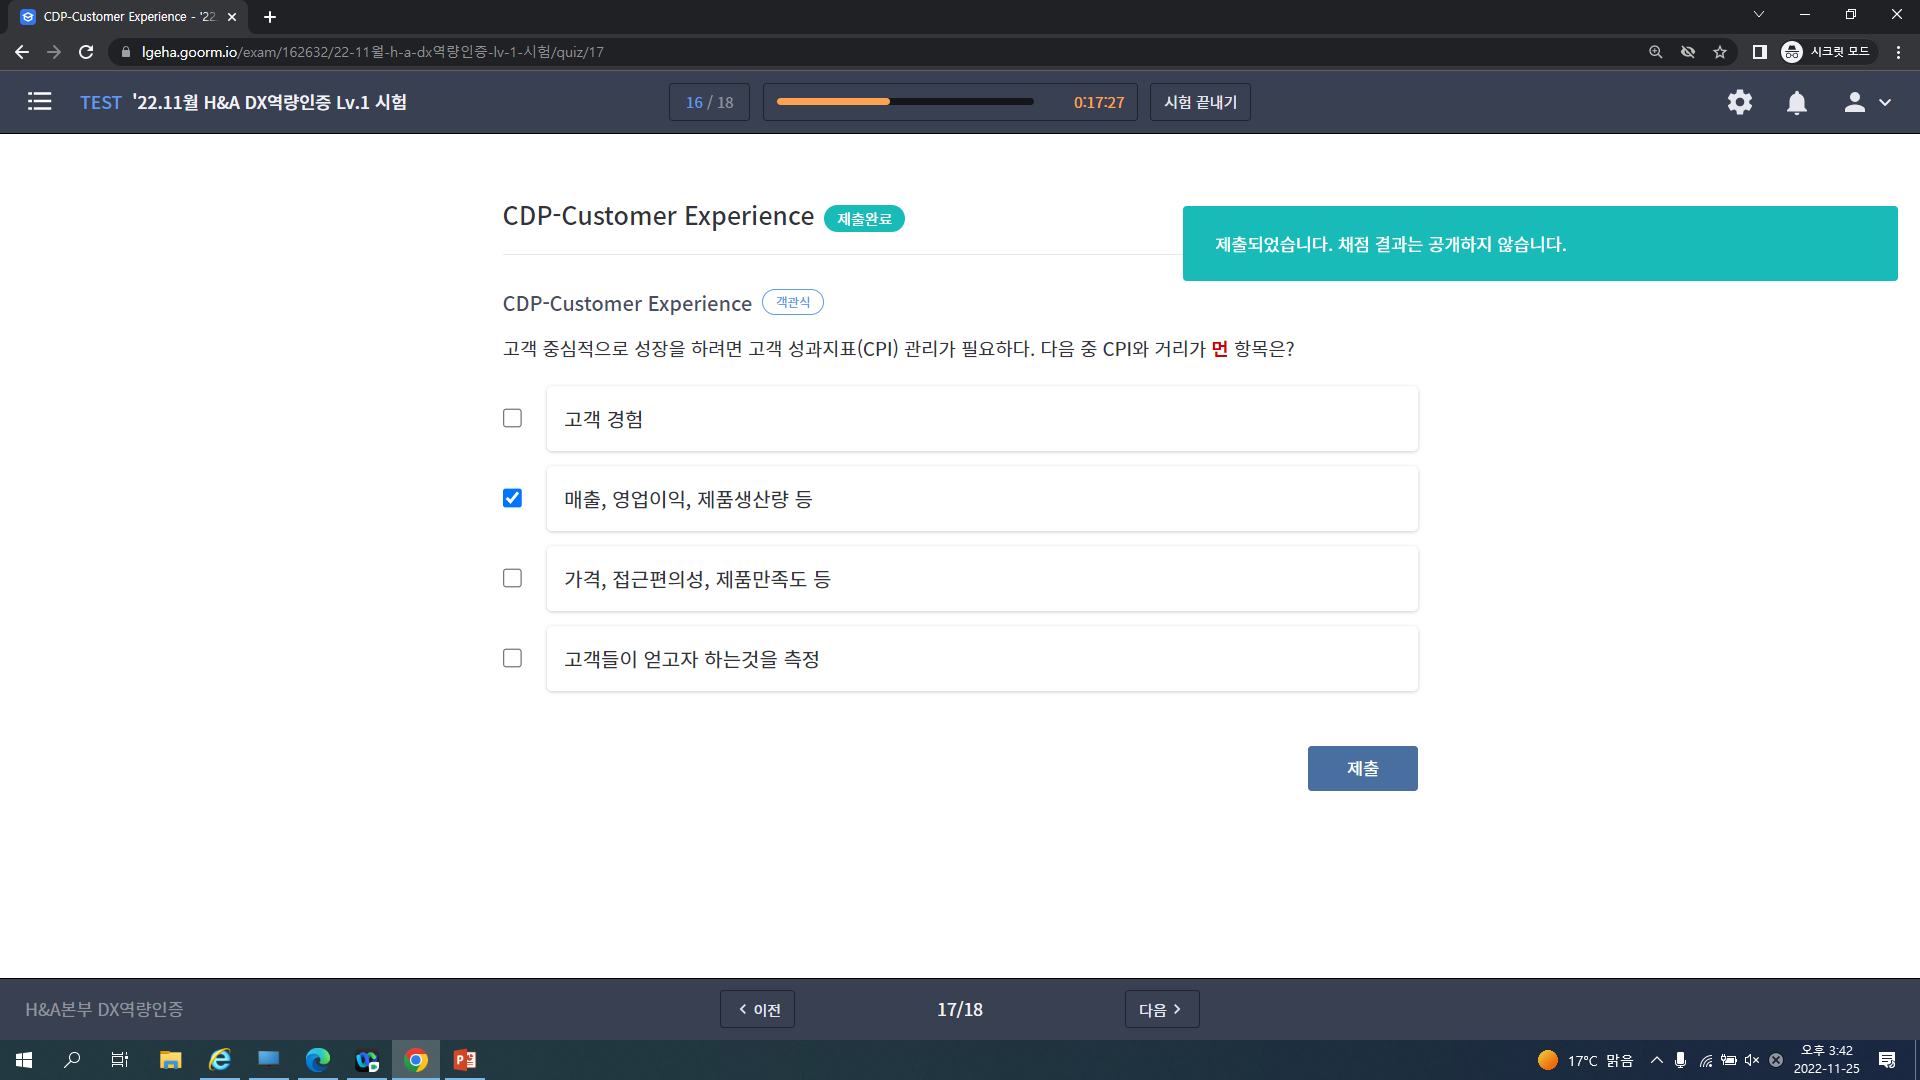 CDP-Customer Experience - '22.
lgeha.goorm.io/exam/162632/22-11월-h-a-dx역량인증-lv-1-시험/quiz/17
시크릿 모드
TEST '22.11월 H&A DX역량인증 Lv.1 시험
16 / 18
0:17:27
시험 끝내기
CDP-Customer Experience 제출완료
제출되었습니다. 채점 결과는 공개하지 않습니다.
CDP-Customer Experience 객관식
고객 중심적으로 성장을 하려면 고객 성과지표(CPI) 관리가 필요하다. 다음 중 CPI와 거리가 먼 항목은?
고객 경험
매출, 영업이익, 제품생산량 등
가격, 접근편의성, 제품만족도 등
고객들이 얻고자 하는것을 측정
제출
H&A본부 DX역량인증
이전
17/18
다음
17°C 맑음
오후 3:42
2022-11-25